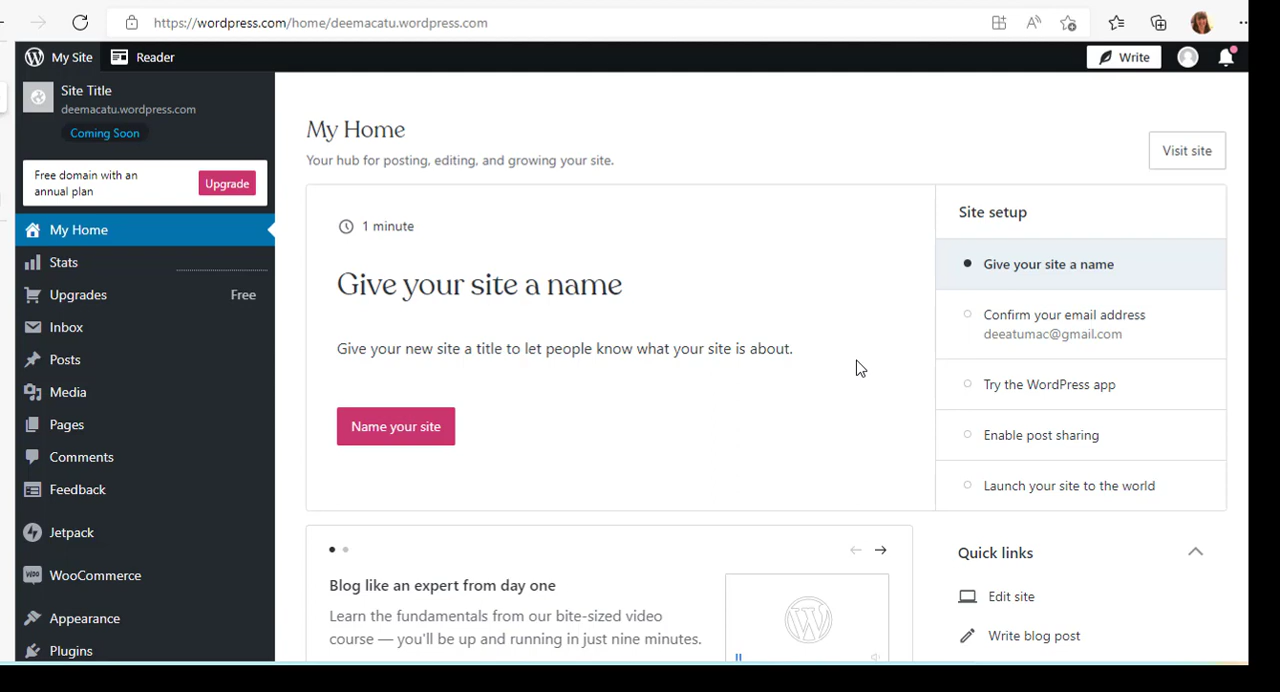 https://wordpress.com/home/deemacatu.wordpress.com
My Site
Reader
Write
Site Title
deemacatu.wordpress.com
Coming Soon
Free domain with an
annual plan
Upgrade
My Home
Stats
Upgrades
Free
Inbox
Posts
Media
Pages
Comments
Feedback
Jetpack
WooCommerce
Appearance
Plugins
My Home
Your hub for posting, editing, and growing your site.
Visit site
1 minute
Give your site a name
Give your new site a title to let people know what your site is about.
Name your site
Site setup
Give your site a name
Confirm your email address
deeatumac@gmail.com
Try the WordPress app
Enable post sharing
Launch your site to the world
Blog like an expert from day one
Learn the fundamentals from our bite-sized video
course — you'll be up and running in just nine minutes.
Quick links
Edit site
Write blog post